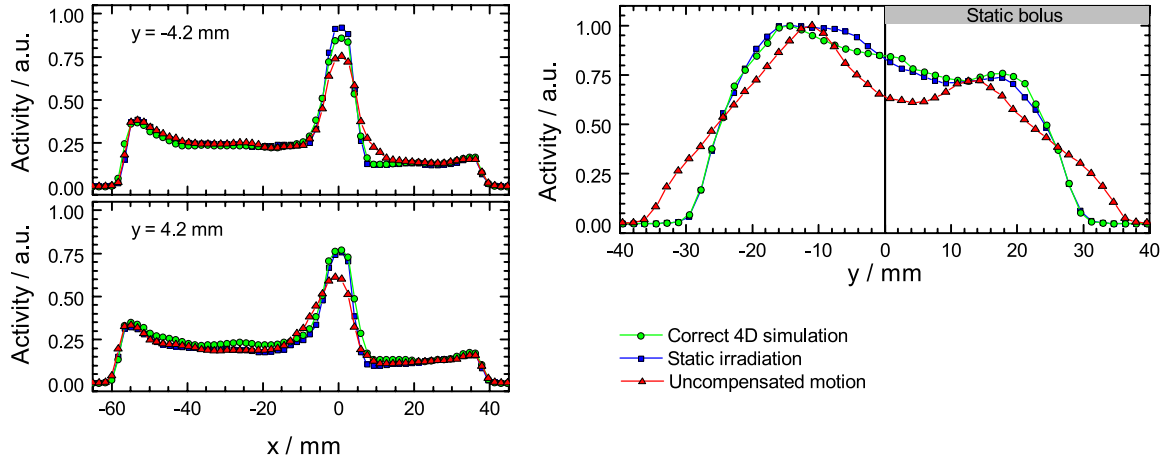 y = -4.2 mm
1.00
0.75
0.50
0.25
0.00
Activity / a.u.
y = 4.2 mm
1.00
0.75
0.50
0.25
0.00
Activity / a.u.
-60 -40 -20 0 20 40
x / mm
Static bolus
1.00
0.75
0.50
0.25
0.00
Activity / a.u.
-40 -30 -20 -10 0 10 20 30 40
y / mm
Correct 4D simulation
Static irradiation
Uncompensated motion